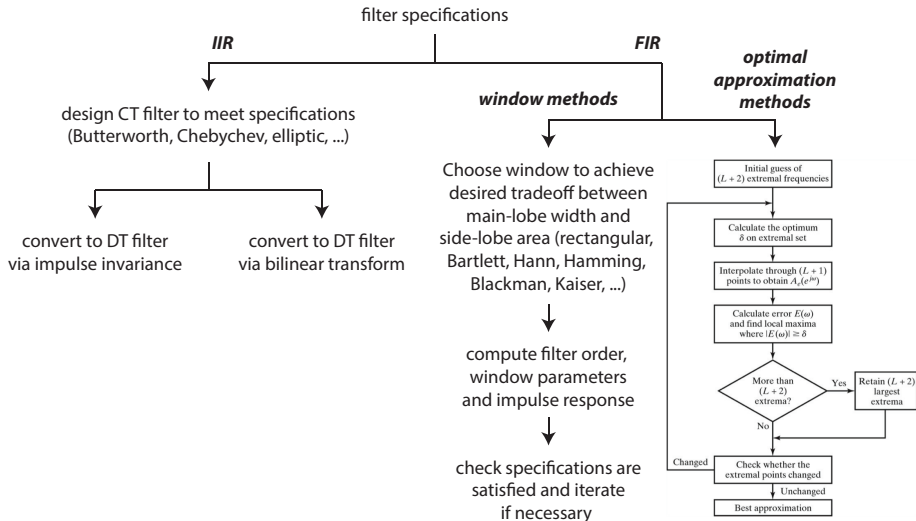 filter specifications
IIR
FIR
design CT filter to meet specifications
(Butterworth, Chebychev, elliptic, ...)
convert to DT filter
via impulse invariance
convert to DT filter
via bilinear transform
window methods
Choose window to achieve
desired tradeoff between
main-lobe width and
side-lobe area (rectangular,
Bartlett, Hann, Hamming,
Blackman, Kaiser, ...)
compute filter order,
window parameters
and impulse response
check specifications are
satisfied and iterate
if necessary
optimal
approximation
methods
Initial guess of
(L + 2) extremal frequencies
Calculate the optimum
δ on extremal set
Interpolate through (L + 1)
points to obtain Aₑ(e^{jω})
Calculate error E(ω)
and find local maxima
where |E(ω)| ≥ δ
More than
(L + 2)
extrema?
Yes
Retain (L + 2)
largest
extrema
No
Changed
Check whether the
extremal points changed
Unchanged
Best approximation